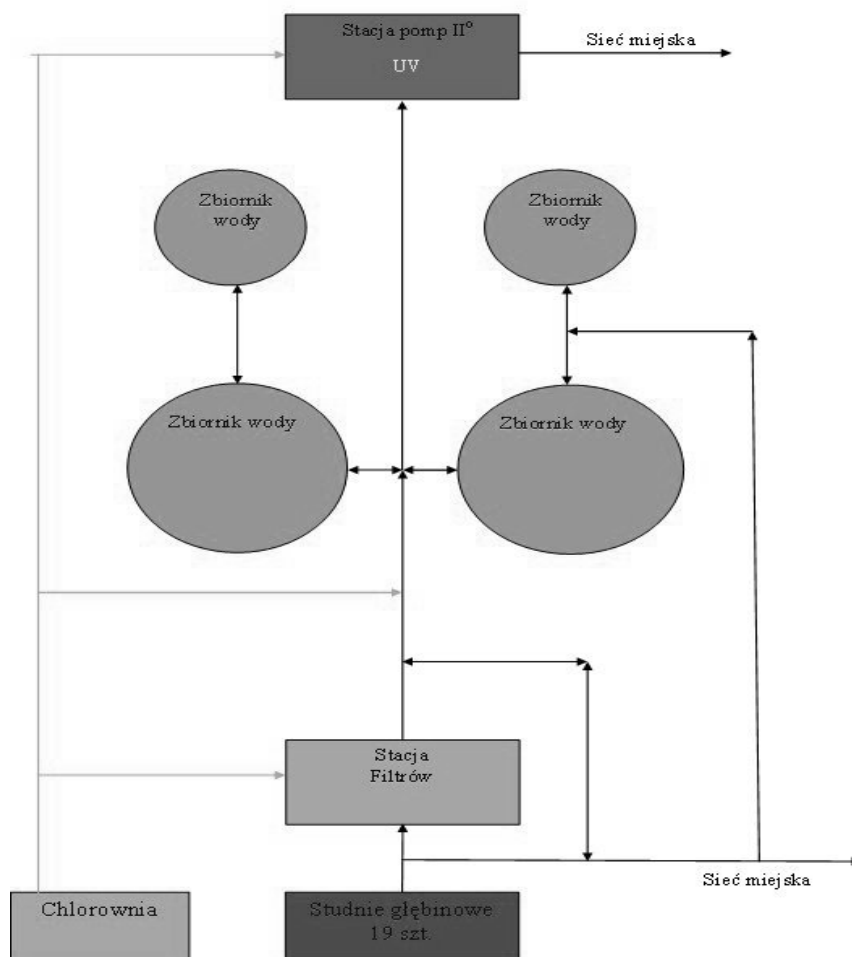 Stacja pomp II°
UV
Sieć miejska
Zbiornik
wody
Zbiornik
wody
Zbiornik wody
Zbiornik wody
Stacja
Filtrów
Sieć miejska
Chlorownia
Studnie głębinowe
19 szt.